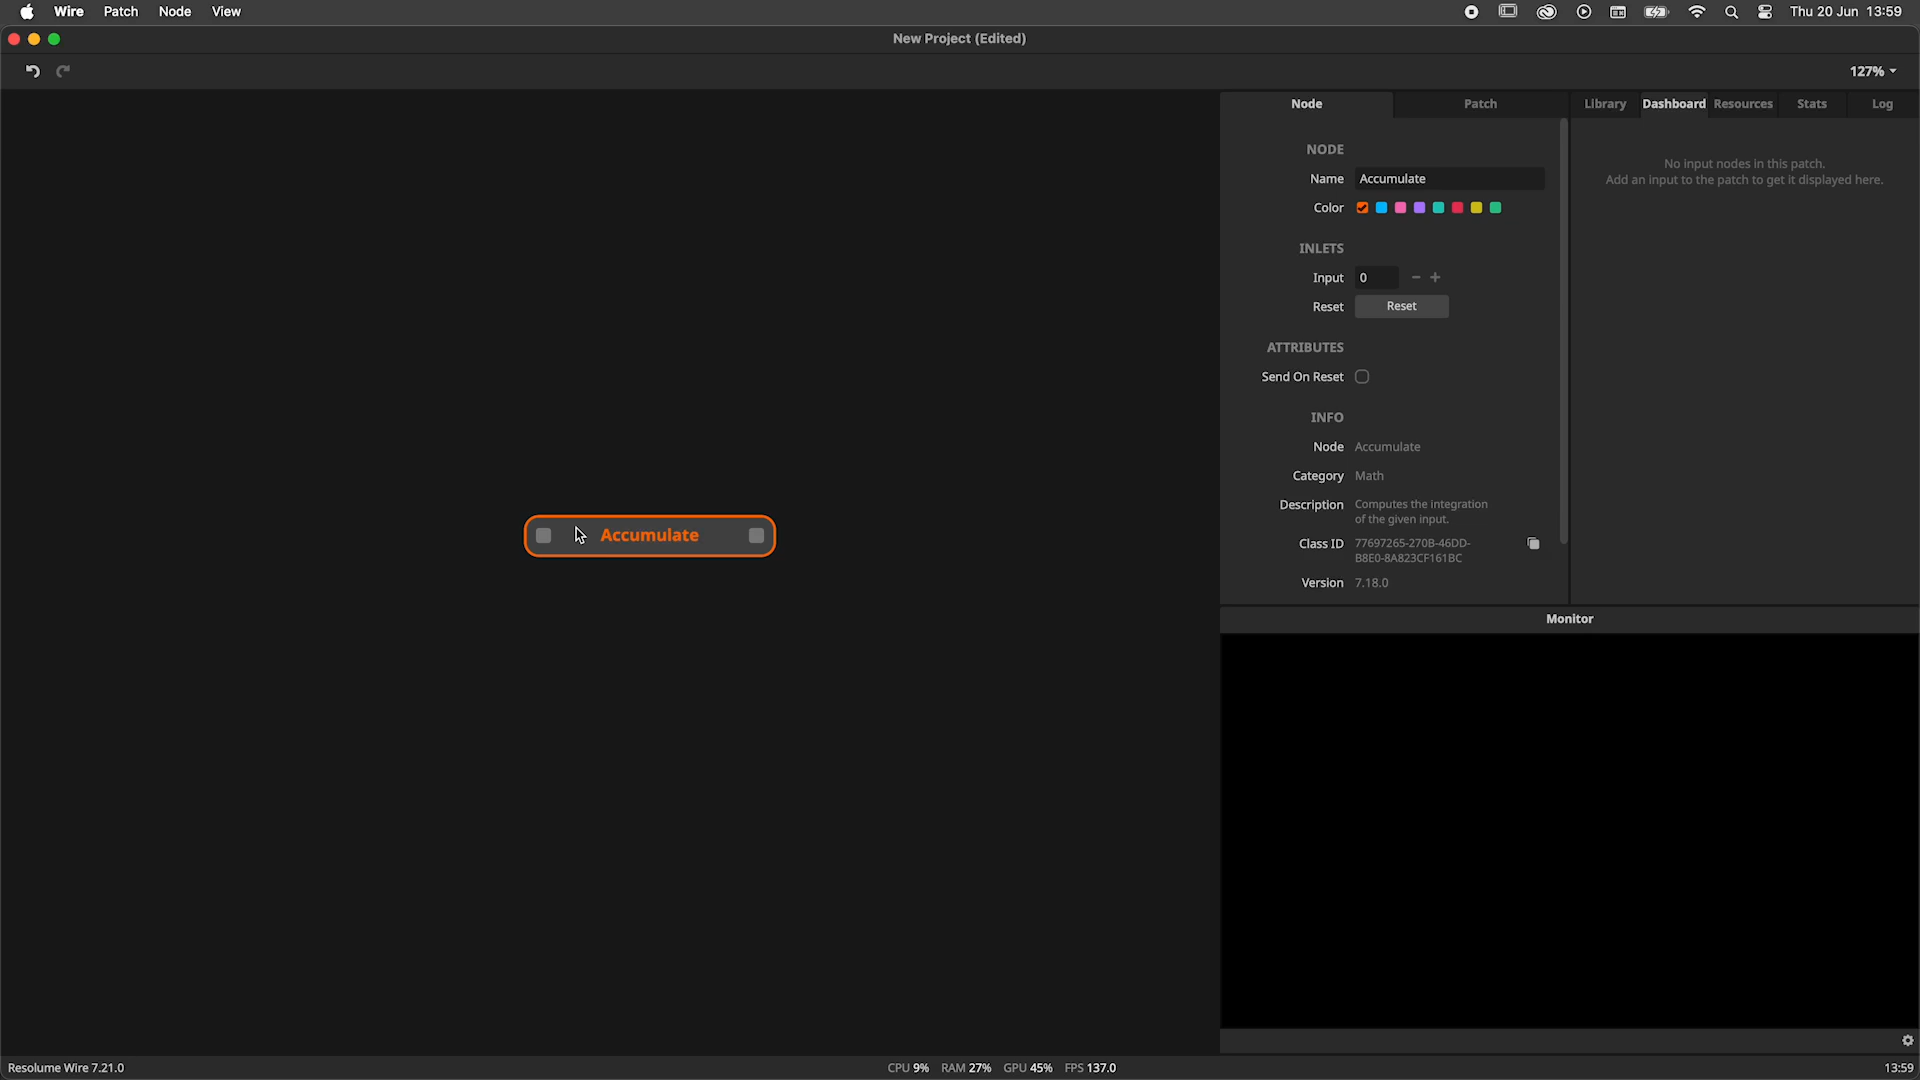 Wire Patch Node View Thu 20 Jun 13:59
New Project (Edited)
127%
Node Patch Library Dashboard Resources Stats Log
NODE
Name Accumulate
Color
INLETS
Input 0 − +
Reset Reset
ATTRIBUTES
Send On Reset
INFO
Node Accumulate
Category Math
Description Computes the integration
of the given input.
Class ID 77697265-270B-46DD-
B8E0-8A823CF161BC
Version 7.18.0
No input nodes in this patch.
Add an input to the patch to get it displayed here.
Accumulate
Monitor
Resolume Wire 7.21.0 CPU 9% RAM 27% GPU 45% FPS 137.0 13:59